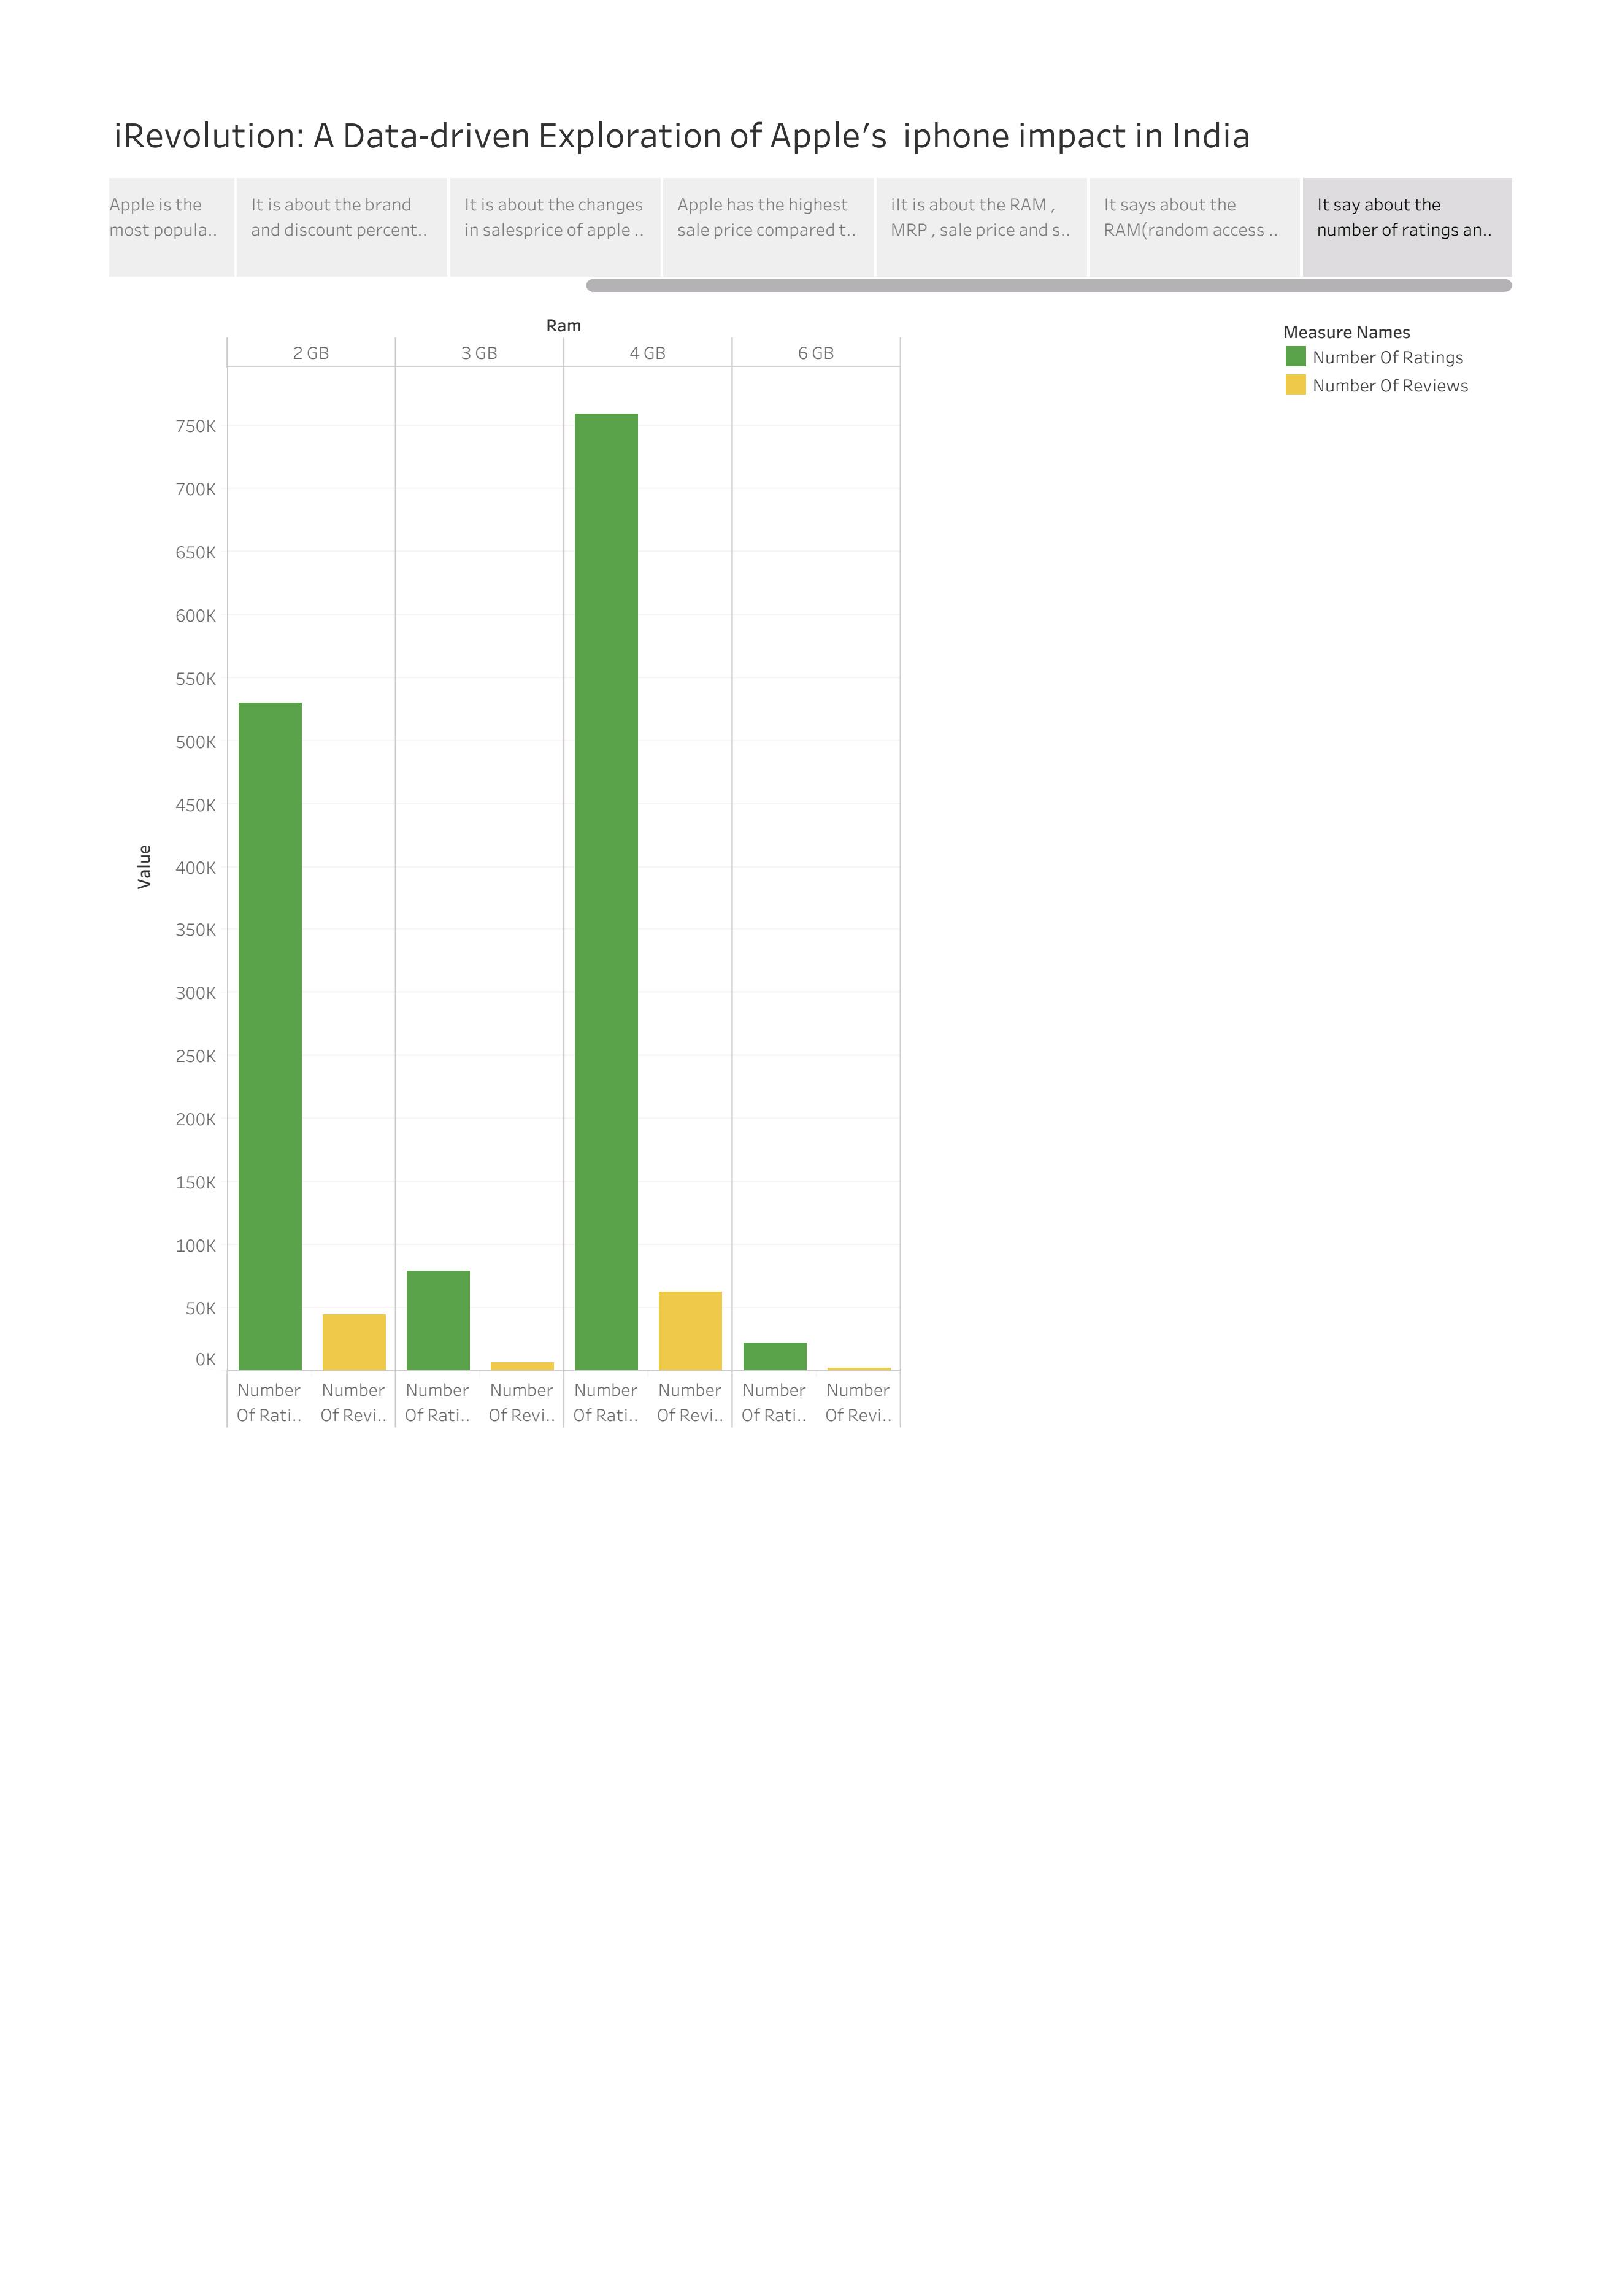 iRevolution: A Data-driven Exploration of Apple’s  iphone impact in India
Apple is the
most popula..
It is about the brand
and discount percent..
It is about the changes
in salesprice of apple ..
Apple has the highest
sale price compared t..
iIt is about the RAM ,
MRP , sale price and s..
It says about the
RAM(random access ..
It say about the
number of ratings an..
Ram
2 GB
3 GB
4 GB
6 GB
Measure Names
Number Of Ratings
Number Of Reviews
750K
700K
650K
600K
550K
500K
450K
400K
350K
300K
250K
200K
150K
100K
50K
0K
Value
Number
Of Rati..
Number
Of Revi..
Number
Of Rati..
Number
Of Revi..
Number
Of Rati..
Number
Of Revi..
Number
Of Rati..
Number
Of Revi..